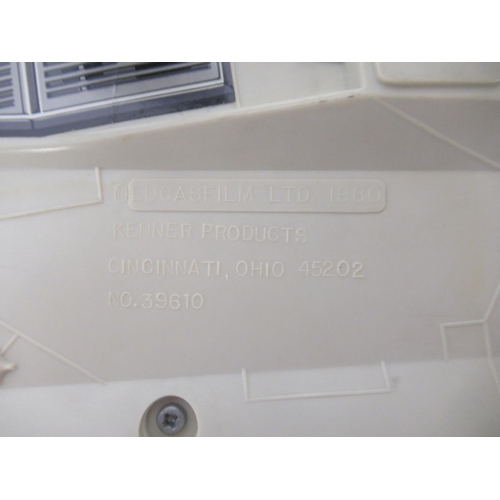 © LUCASFILM LTD. 1980
KENNER PRODUCTS
CINCINNATI, OHIO 45202
NO. 39610